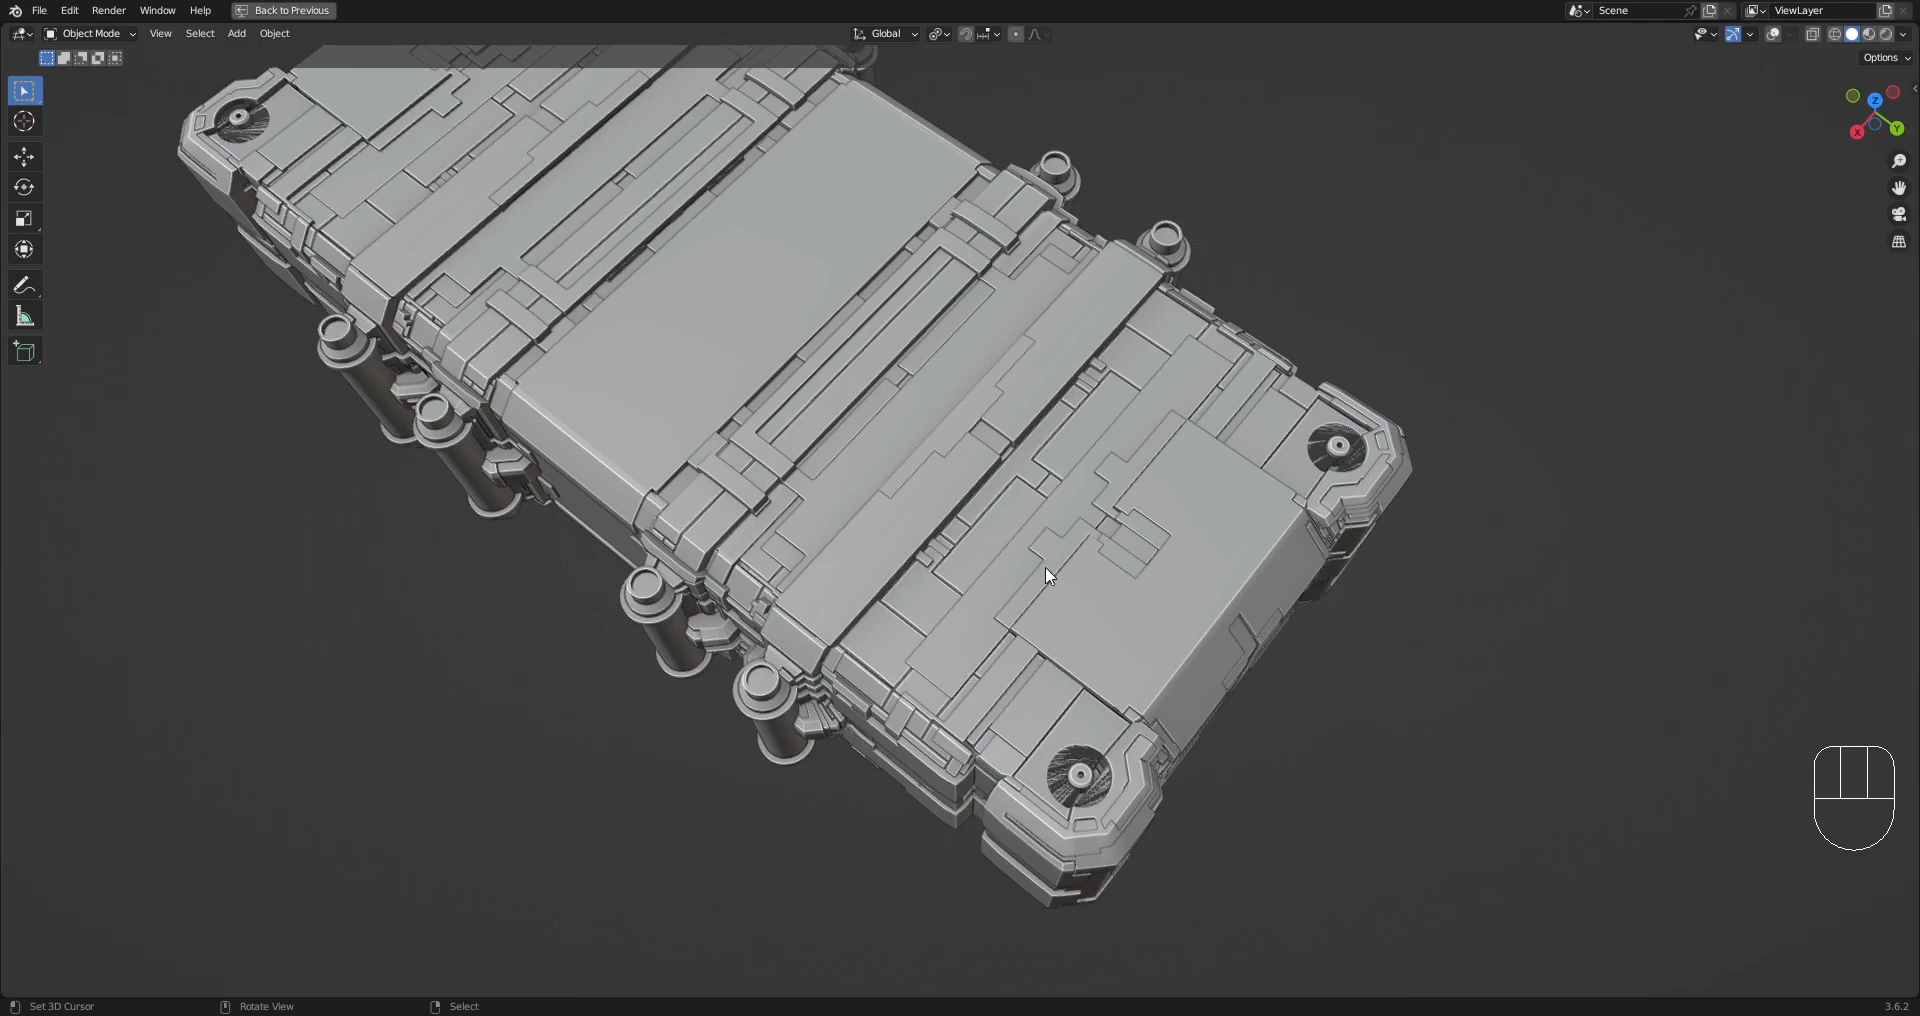 File Edit Render Window Help Back to Previous Scene ViewLayer
Object Mode View Select Add Object Global
Options
Z
X Y
Set 3D Cursor Rotate View Select 3.6.2